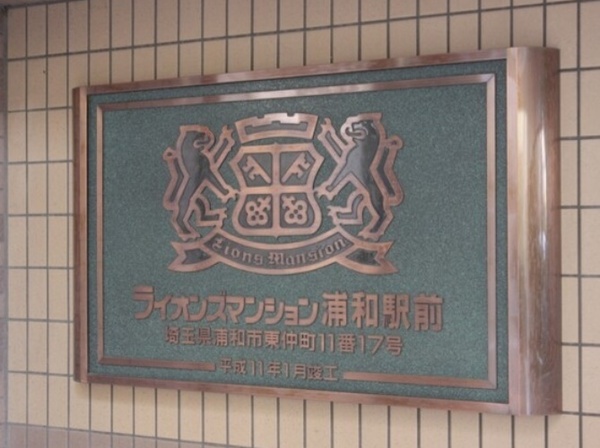 Lions Mansion
ライオンズマンション浦和駅前
埼玉県浦和市東仲町11番17号
平成11年1月竣工